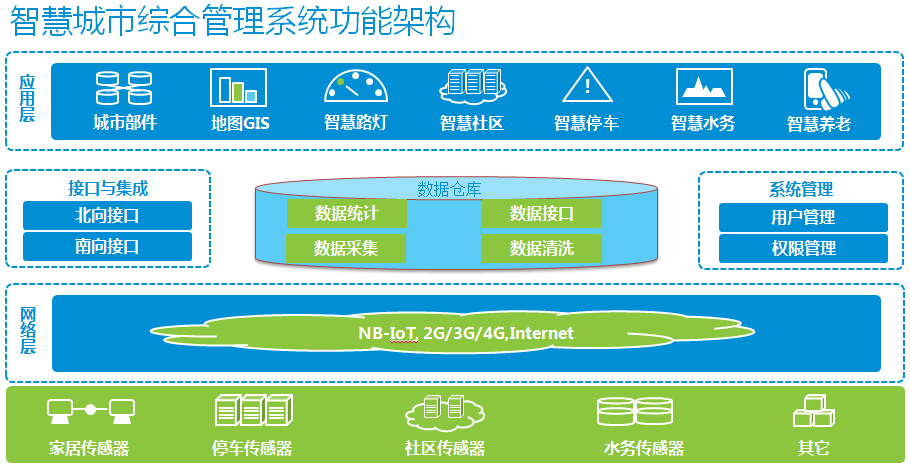 智慧城市综合管理系统功能架构
应用层
城市部件
地图GIS
智慧路灯
智慧社区
智慧停车
智慧水务
智慧养老
接口与集成
北向接口
南向接口
数据仓库
数据统计
数据接口
数据采集
数据清洗
系统管理
用户管理
权限管理
网络层
NB-IoT, 2G/3G/4G,Internet
家居传感器
停车传感器
社区传感器
水务传感器
其它